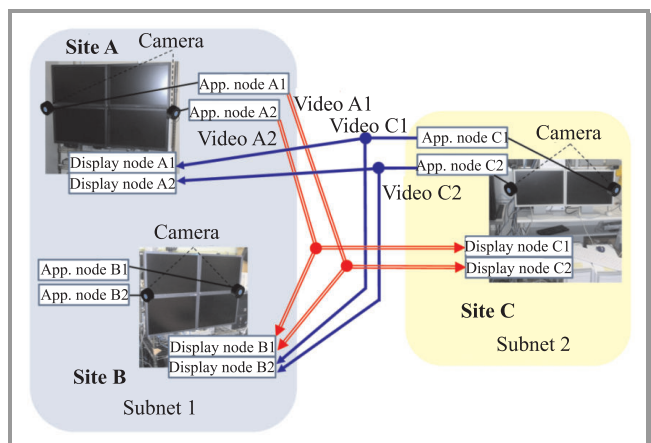 Site A
Camera
App. node A1
App. node A2
Video A1
Video A2
Video C1
Display node A1
Display node A2
App. node C1
App. node C2
Camera
Video C2
Camera
App. node B1
App. node B2
Display node C1
Display node C2
Display node B1
Display node B2
Site C
Subnet 2
Site B
Subnet 1